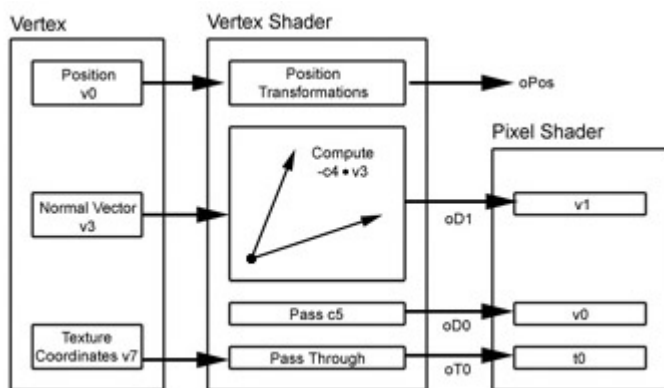 Vertex
Vertex Shader
Position
v0
Position
Transformations
oPos
Pixel Shader
Compute
-c4 • v3
Normal Vector
v3
oD1
v1
Pass c5
oD0
v0
Texture
Coordinates v7
Pass Through
oT0
t0